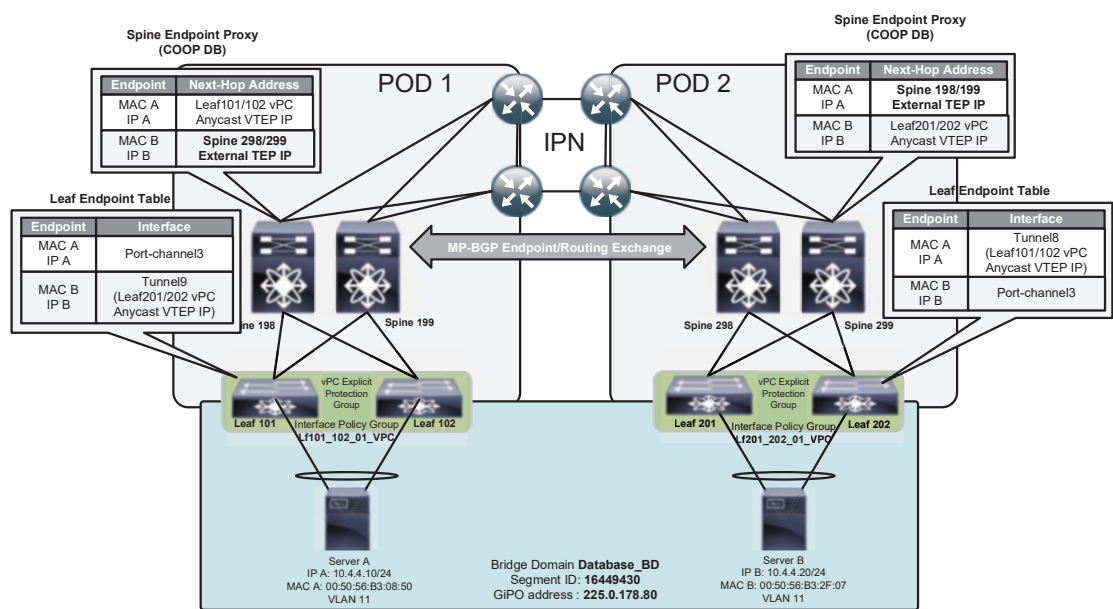 Spine Endpoint Proxy
(COOP DB)
Endpoint Next-Hop Address
MAC A
IP A
Leaf101/102 vPC
Anycast VTEP IP
MAC B
IP B
Spine 298/299
External TEP IP
POD 1
POD 2
IPN
Spine Endpoint Proxy
(COOP DB)
Endpoint Next-Hop Address
MAC A
IP A
Spine 198/199
External TEP IP
MAC B
IP B
Leaf201/202 vPC
Anycast VTEP IP
Leaf Endpoint Table
Endpoint Interface
MAC A
IP A
Port-channel3
MAC B
IP B
Tunnel9
(Leaf201/202 vPC
Anycast VTEP IP)
Leaf Endpoint Table
Endpoint Interface
MAC A
IP A
Tunnel8
(Leaf101/102 vPC
Anycast VTEP IP)
MAC B
IP B
Port-channel3
MP-BGP Endpoint/Routing Exchange
ine 198
Spine 199
Spine 298
Spine 299
vPC Explicit
Protection
Group
Leaf 101
Leaf 102
Interface Policy Group
Lf101_102_01_VPC
vPC Explicit
Protection
Group
Leaf 201
Leaf 202
Interface Policy Group
Lf201_202_01_VPC
Server A
IP A: 10.4.4.10/24
MAC A: 00:50:56:B3:08:50
VLAN 11
Bridge Domain Database_BD
Segment ID: 16449430
GiPO address : 225.0.178.80
Server B
IP B: 10.4.4.20/24
MAC B: 00:50:56:B3:2F:07
VLAN 11